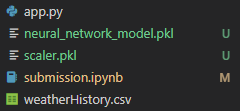 app.py
neural_network_model.pkl
scaler.pkl
submission.ipynb M
weatherHistory.csv